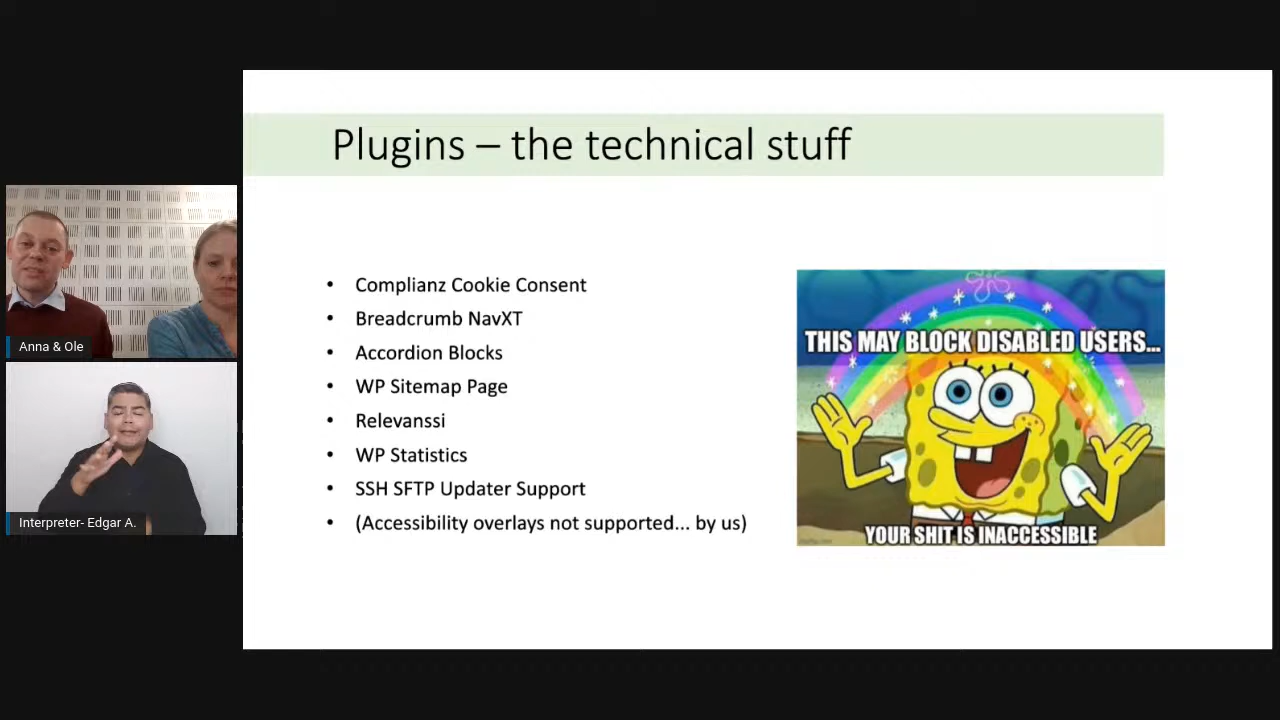 Plugins – the technical stuff
Anna & Ole
Interpreter- Edgar A.
• Complianz Cookie Consent
• Breadcrumb NavXT
• Accordion Blocks
• WP Sitemap Page
• Relevanssi
• WP Statistics
• SSH SFTP Updater Support
• (Accessibility overlays not supported... by us)
THIS MAY BLOCK DISABLED USERS...
YOUR SHIT IS INACCESSIBLE